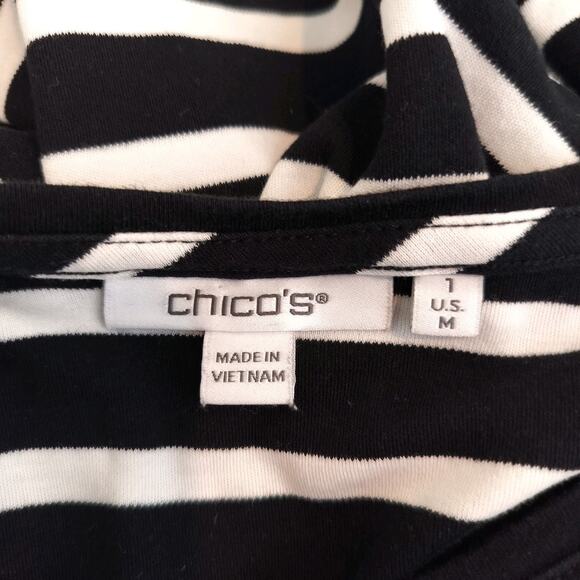 chico's®
1
U.S.
M
MADE IN
VIETNAM